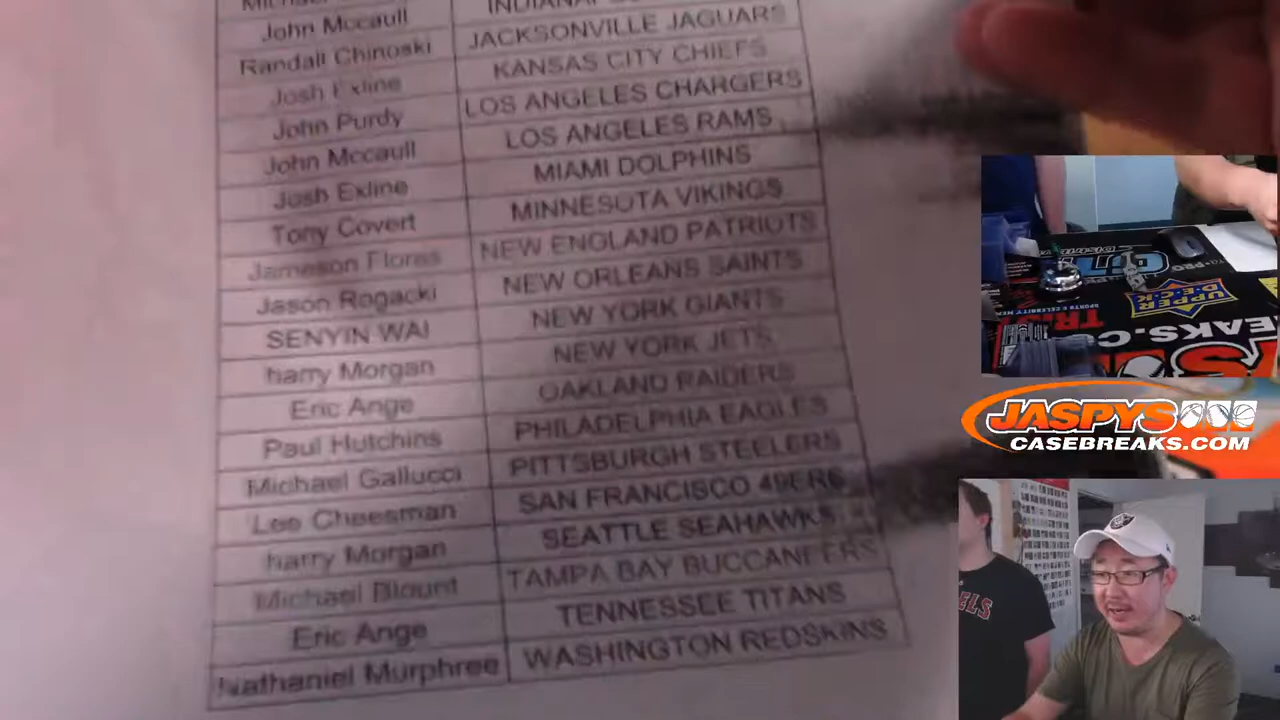 Michael
John Mccaull
Randall Chinoski JACKSONVILLE JAGUARS
Josh Exline KANSAS CITY CHIEFS
John Purdy LOS ANGELES CHARGERS
John Mccaull LOS ANGELES RAMS
Josh Exline MIAMI DOLPHINS
Tony Covert MINNESOTA VIKINGS
Jameson Flores NEW ENGLAND PATRIOTS
Jason Rogacki NEW ORLEANS SAINTS
SENYIN WAI NEW YORK GIANTS
harry Morgan NEW YORK JETS
Eric Ange OAKLAND RAIDERS
Paul Hutchins PHILADELPHIA EAGLES
Michael Gallucci PITTSBURGH STEELERS
Lee Cheesman SAN FRANCISCO 49ERS
harry Morgan SEATTLE SEAHAWKS
Michael Blount TAMPA BAY BUCCANEERS
Eric Ange TENNESSEE TITANS
Nathaniel Murphree WASHINGTON REDSKINS
UPPER DECK
JASPYS
CASEBREAKS.COM